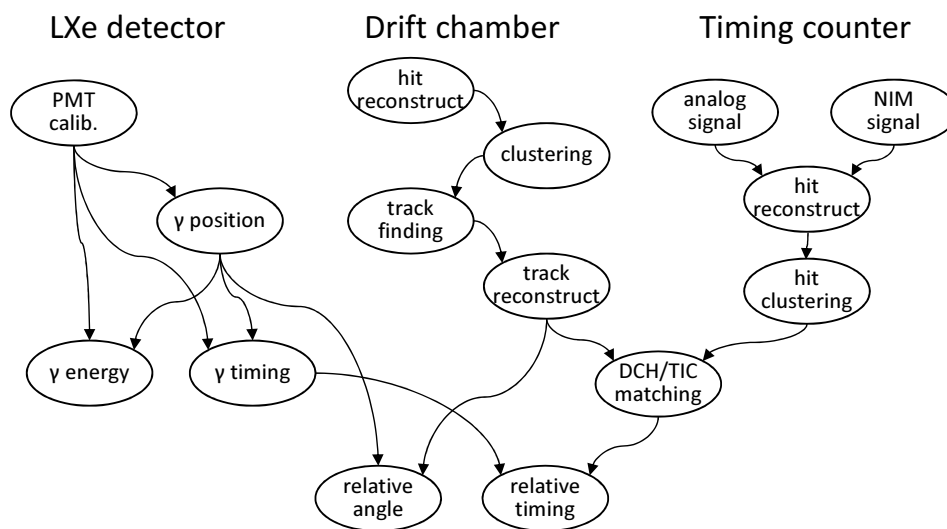 LXe detector
Drift chamber
Timing counter
PMT
calib.
hit
reconstruct
analog
signal
NIM
signal
clustering
hit
reconstruct
γ position
track
finding
track
reconstruct
hit
clustering
γ energy
γ timing
DCH/TIC
matching
relative
angle
relative
timing